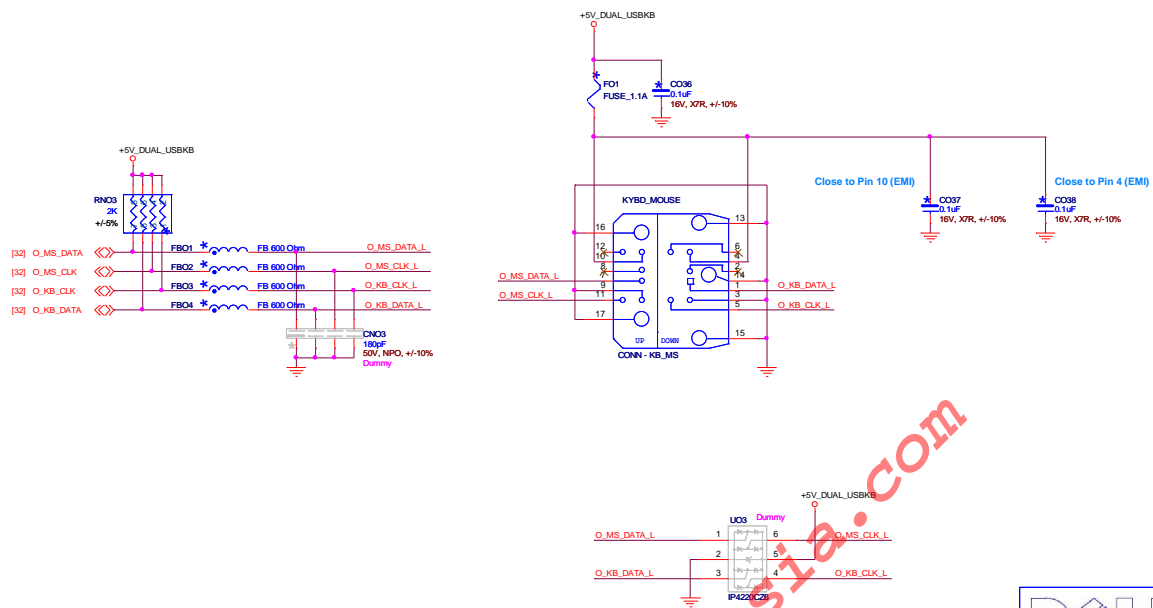 +5V_DUAL_USBKB
FO1
FUSE_1.1A
CO36
0.1uF
16V, X7R, +/-10%
+5V_DUAL_USBKB
RNO3
2K
+/-5%
Close to Pin 10 (EMI)
Close to Pin 4 (EMI)
CO37
0.1uF
16V, X7R, +/-10%
CO38
0.1uF
16V, X7R, +/-10%
KYBD_MOUSE
16
13
12
10
8
7
9
11
17
6
4
2
14
1
3
5
15
UP
DOWN
CONN - KB_MS
O_MS_DATA_L
O_MS_CLK_L
O_KB_DATA_L
O_KB_CLK_L
[32] O_MS_DATA
FBO1
FB 600 Ohm
O_MS_DATA_L
[32] O_MS_CLK
FBO2
FB 600 Ohm
O_MS_CLK_L
[32] O_KB_CLK
FBO3
FB 600 Ohm
O_KB_CLK_L
[32] O_KB_DATA
FBO4
FB 600 Ohm
O_KB_DATA_L
CNO3
180pF
50V, NPO, +/-10%
Dummy
+5V_DUAL_USBKB
UO3
Dummy
O_MS_DATA_L
1
6
O_MS_CLK_L
2
5
O_KB_DATA_L
3
4
O_KB_CLK_L
IP4220CZ6
sia.com